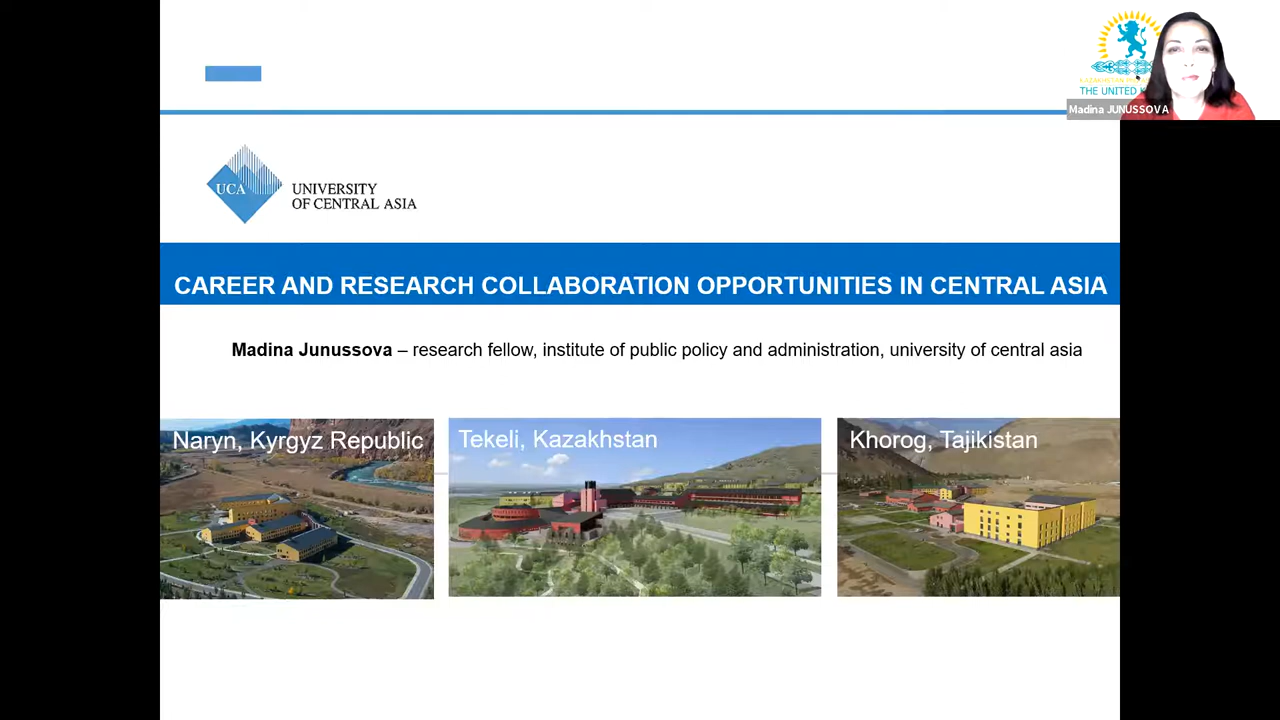 KAZAKHSTAN PhD
THE UNITED K
Madina JUNUSSOVA
UCA
UNIVERSITY
OF CENTRAL ASIA
CAREER AND RESEARCH COLLABORATION OPPORTUNITIES IN CENTRAL ASIA
Madina Junussova – research fellow, institute of public policy and administration, university of central asia
Naryn, Kyrgyz Republic
Tekeli, Kazakhstan
Khorog, Tajikistan